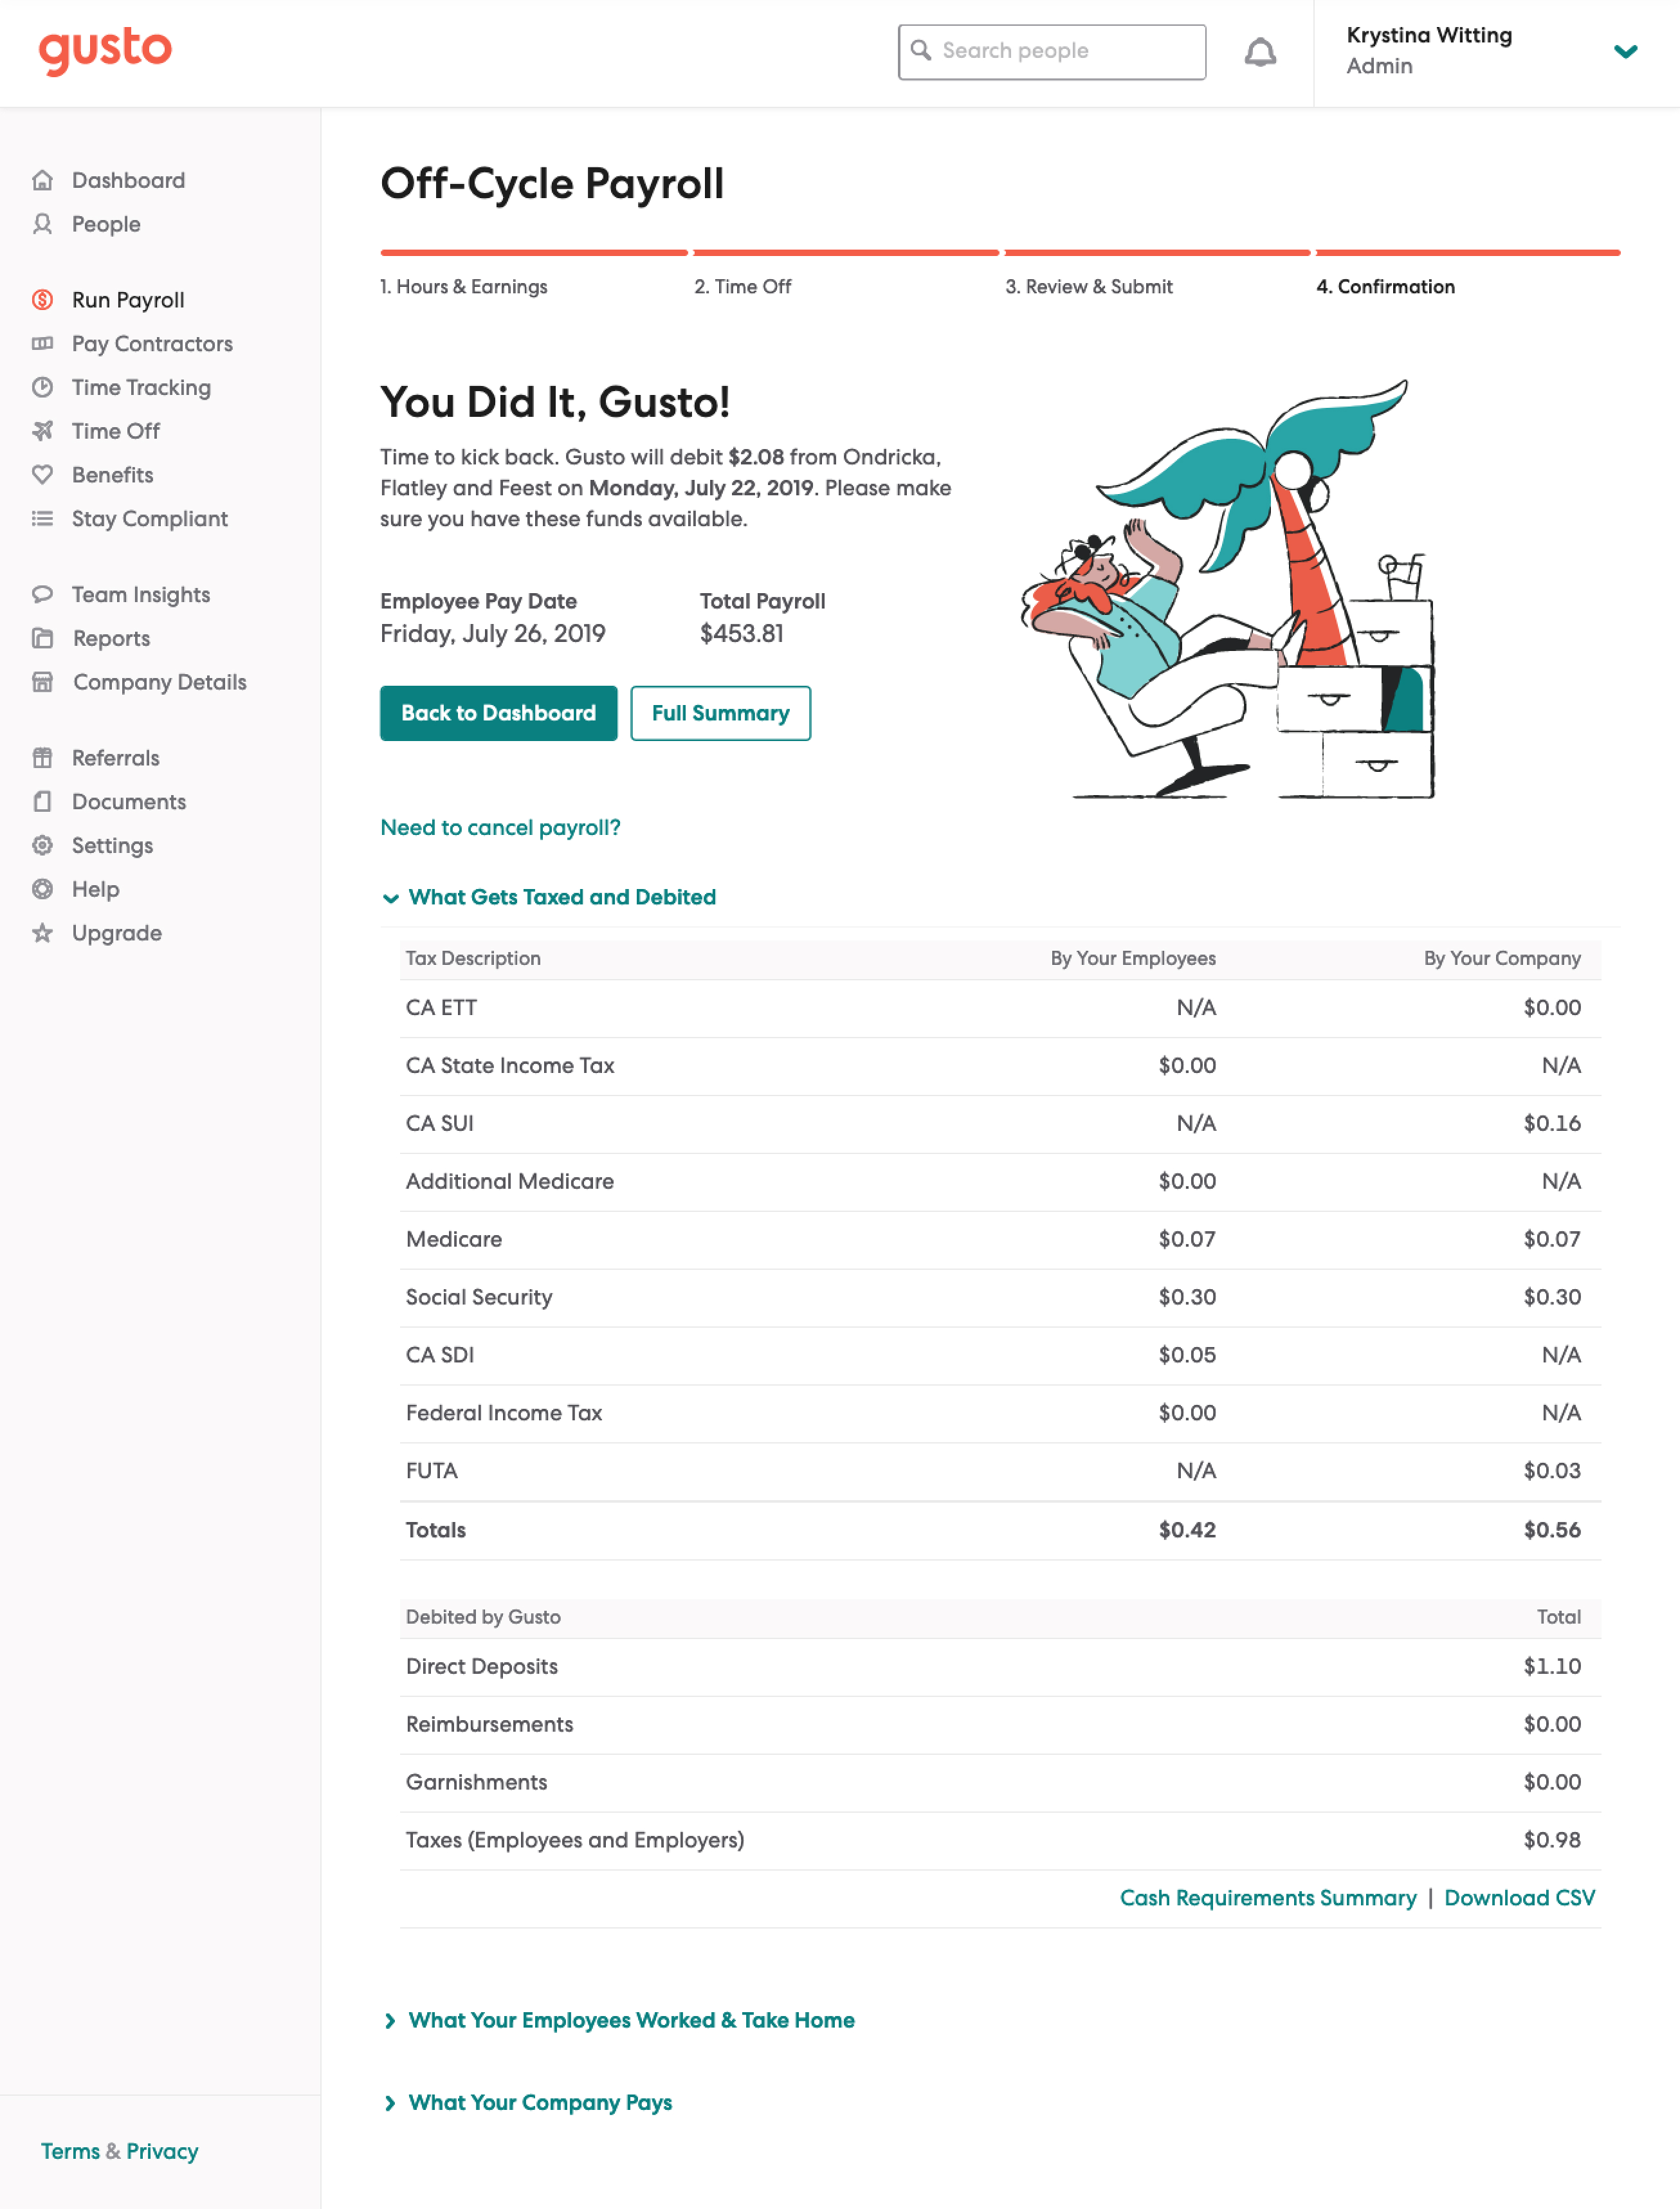 gusto
Search people
Krystina Witting
Admin
Dashboard
People
Run Payroll
Pay Contractors
Time Tracking
Time Off
Benefits
Stay Compliant
Team Insights
Reports
Company Details
Referrals
Documents
Settings
Help
Upgrade
Terms & Privacy
Off-Cycle Payroll
1. Hours & Earnings
2. Time Off
3. Review & Submit
4. Confirmation
You Did It, Gusto!
Time to kick back. Gusto will debit $2.08 from Ondricka,
Flatley and Feest on Monday, July 22, 2019. Please make
sure you have these funds available.
Employee Pay Date Total Payroll
Friday, July 26, 2019 $453.81
Back to Dashboard Full Summary
Need to cancel payroll?
What Gets Taxed and Debited
Tax Description By Your Employees By Your Company
CA ETT N/A $0.00
CA State Income Tax $0.00 N/A
CA SUI N/A $0.16
Additional Medicare $0.00 N/A
Medicare $0.07 $0.07
Social Security $0.30 $0.30
CA SDI $0.05 N/A
Federal Income Tax $0.00 N/A
FUTA N/A $0.03
Totals $0.42 $0.56
Debited by Gusto Total
Direct Deposits $1.10
Reimbursements $0.00
Garnishments $0.00
Taxes (Employees and Employers) $0.98
Cash Requirements Summary | Download CSV
What Your Employees Worked & Take Home
What Your Company Pays